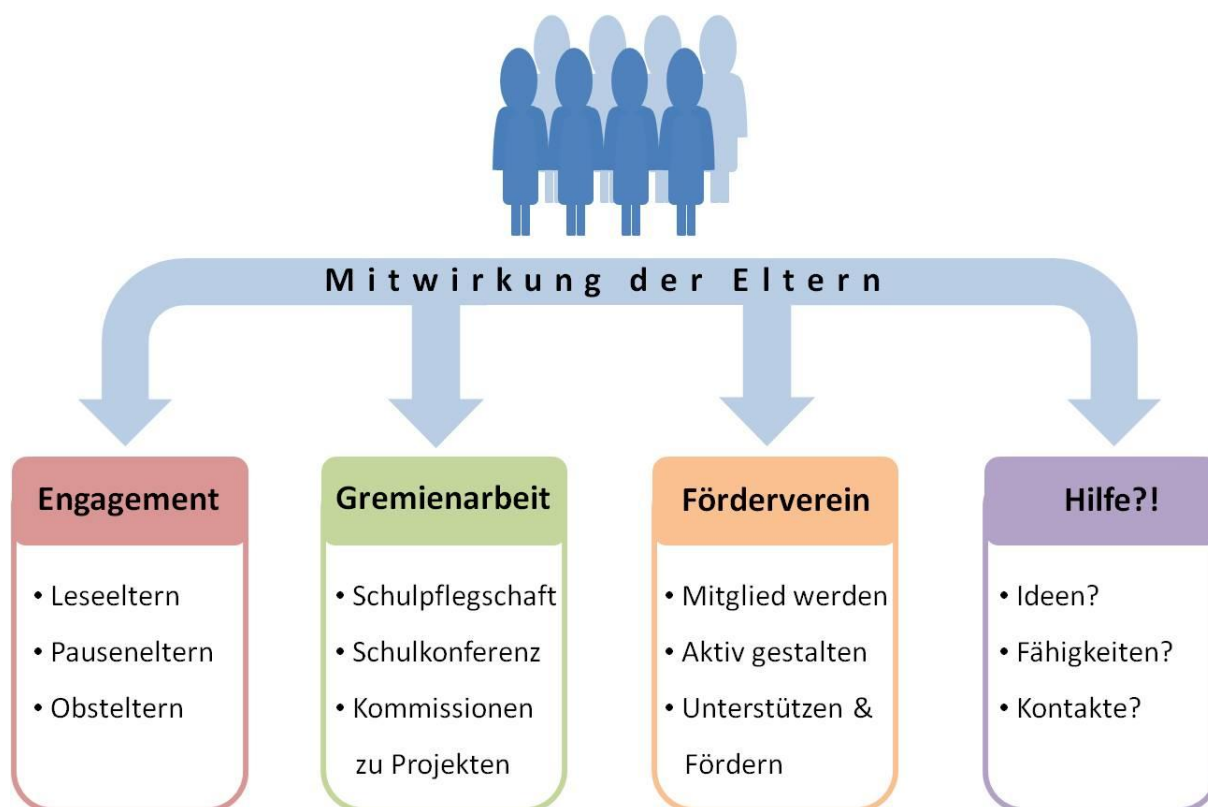 Mitwirkung der Eltern
Engagement
• Leseeltern
• Pauseneltern
• Obsteltern
Gremienarbeit
• Schulpflegschaft
• Schulkonferenz
• Kommissionen
zu Projekten
Förderverein
• Mitglied werden
• Aktiv gestalten
• Unterstützen &
Fördern
Hilfe?!
• Ideen?
• Fähigkeiten?
• Kontakte?